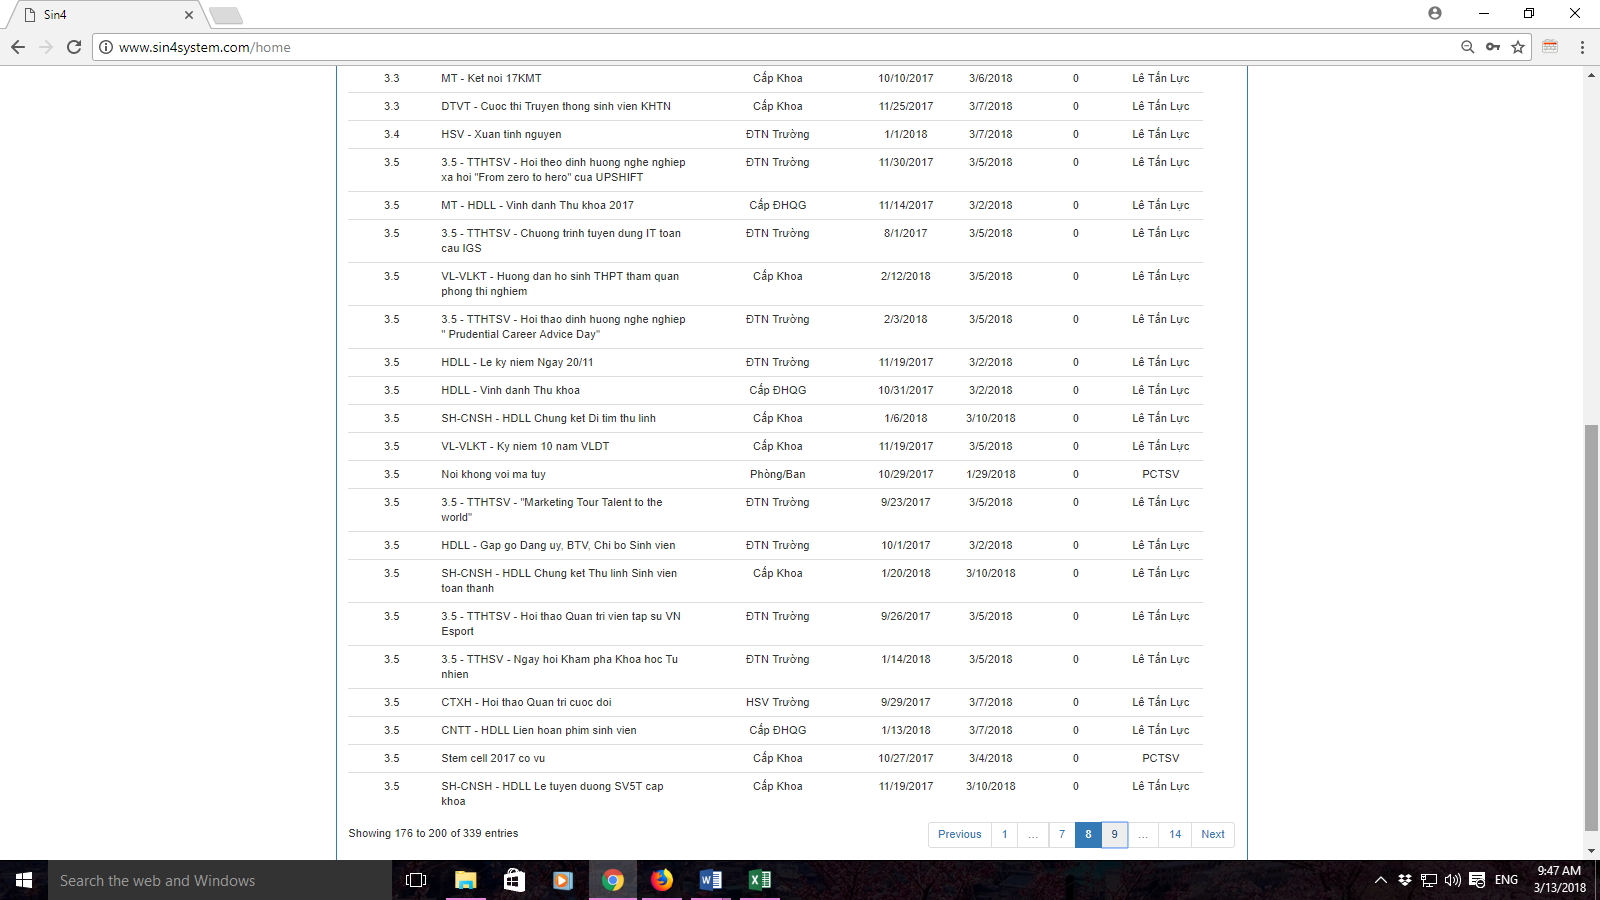 Sin4
www.sin4system.com/home
3.3 MT - Ket noi 17KMT Cấp Khoa 10/10/2017 3/6/2018 0 Lê Tấn Lực
3.3 DTVT - Cuoc thi Truyen thong sinh vien KHTN Cấp Khoa 11/25/2017 3/7/2018 0 Lê Tấn Lực
3.4 HSV - Xuan tinh nguyen ĐTN Trường 1/1/2018 3/7/2018 0 Lê Tấn Lực
3.5 3.5 - TTHTSV - Hoi theo dinh huong nghe nghiep ĐTN Trường 11/30/2017 3/5/2018 0 Lê Tấn Lực
xa hoi "From zero to hero" cua UPSHIFT
3.5 MT - HDLL - Vinh danh Thu khoa 2017 Cấp ĐHQG 11/14/2017 3/2/2018 0 Lê Tấn Lực
3.5 3.5 - TTHTSV - Chuong trinh tuyen dung IT toan ĐTN Trường 8/1/2017 3/5/2018 0 Lê Tấn Lực
cau IGS
3.5 VL-VLKT - Huong dan ho sinh THPT tham quan Cấp Khoa 2/12/2018 3/5/2018 0 Lê Tấn Lực
phong thi nghiem
3.5 3.5 - TTHTSV - Hoi thao dinh huong nghe nghiep ĐTN Trường 2/3/2018 3/5/2018 0 Lê Tấn Lực
" Prudential Career Advice Day"
3.5 HDLL - Le ky niem Ngay 20/11 ĐTN Trường 11/19/2017 3/2/2018 0 Lê Tấn Lực
3.5 HDLL - Vinh danh Thu khoa Cấp ĐHQG 10/31/2017 3/2/2018 0 Lê Tấn Lực
3.5 SH-CNSH - HDLL Chung ket Di tim thu linh Cấp Khoa 1/6/2018 3/10/2018 0 Lê Tấn Lực
3.5 VL-VLKT - Ky niem 10 nam VLDT Cấp Khoa 11/19/2017 3/5/2018 0 Lê Tấn Lực
3.5 Noi khong voi ma tuy Phòng/Ban 10/29/2017 1/29/2018 0 PCTSV
3.5 3.5 - TTHTSV - "Marketing Tour Talent to the ĐTN Trường 9/23/2017 3/5/2018 0 Lê Tấn Lực
world"
3.5 HDLL - Gap go Dang uy, BTV, Chi bo Sinh vien ĐTN Trường 10/1/2017 3/2/2018 0 Lê Tấn Lực
3.5 SH-CNSH - HDLL Chung ket Thu linh Sinh vien Cấp Khoa 1/20/2018 3/10/2018 0 Lê Tấn Lực
toan thanh
3.5 3.5 - TTHTSV - Hoi thao Quan tri vien tap su VN ĐTN Trường 9/26/2017 3/5/2018 0 Lê Tấn Lực
Esport
3.5 3.5 - TTHSV - Ngay hoi Kham pha Khoa hoc Tu ĐTN Trường 1/14/2018 3/5/2018 0 Lê Tấn Lực
nhien
3.5 CTXH - Hoi thao Quan tri cuoc doi HSV Trường 9/29/2017 3/7/2018 0 Lê Tấn Lực
3.5 CNTT - HDLL Lien hoan phim sinh vien Cấp ĐHQG 1/13/2018 3/7/2018 0 Lê Tấn Lực
3.5 Stem cell 2017 co vu Cấp Khoa 10/27/2017 3/4/2018 0 PCTSV
3.5 SH-CNSH - HDLL Le tuyen duong SV5T cap Cấp Khoa 11/19/2017 3/10/2018 0 Lê Tấn Lực
khoa
Showing 176 to 200 of 339 entries Previous 1 … 7 8 9 … 14 Next
Search the web and Windows ENG 9:47 AM
3/13/2018